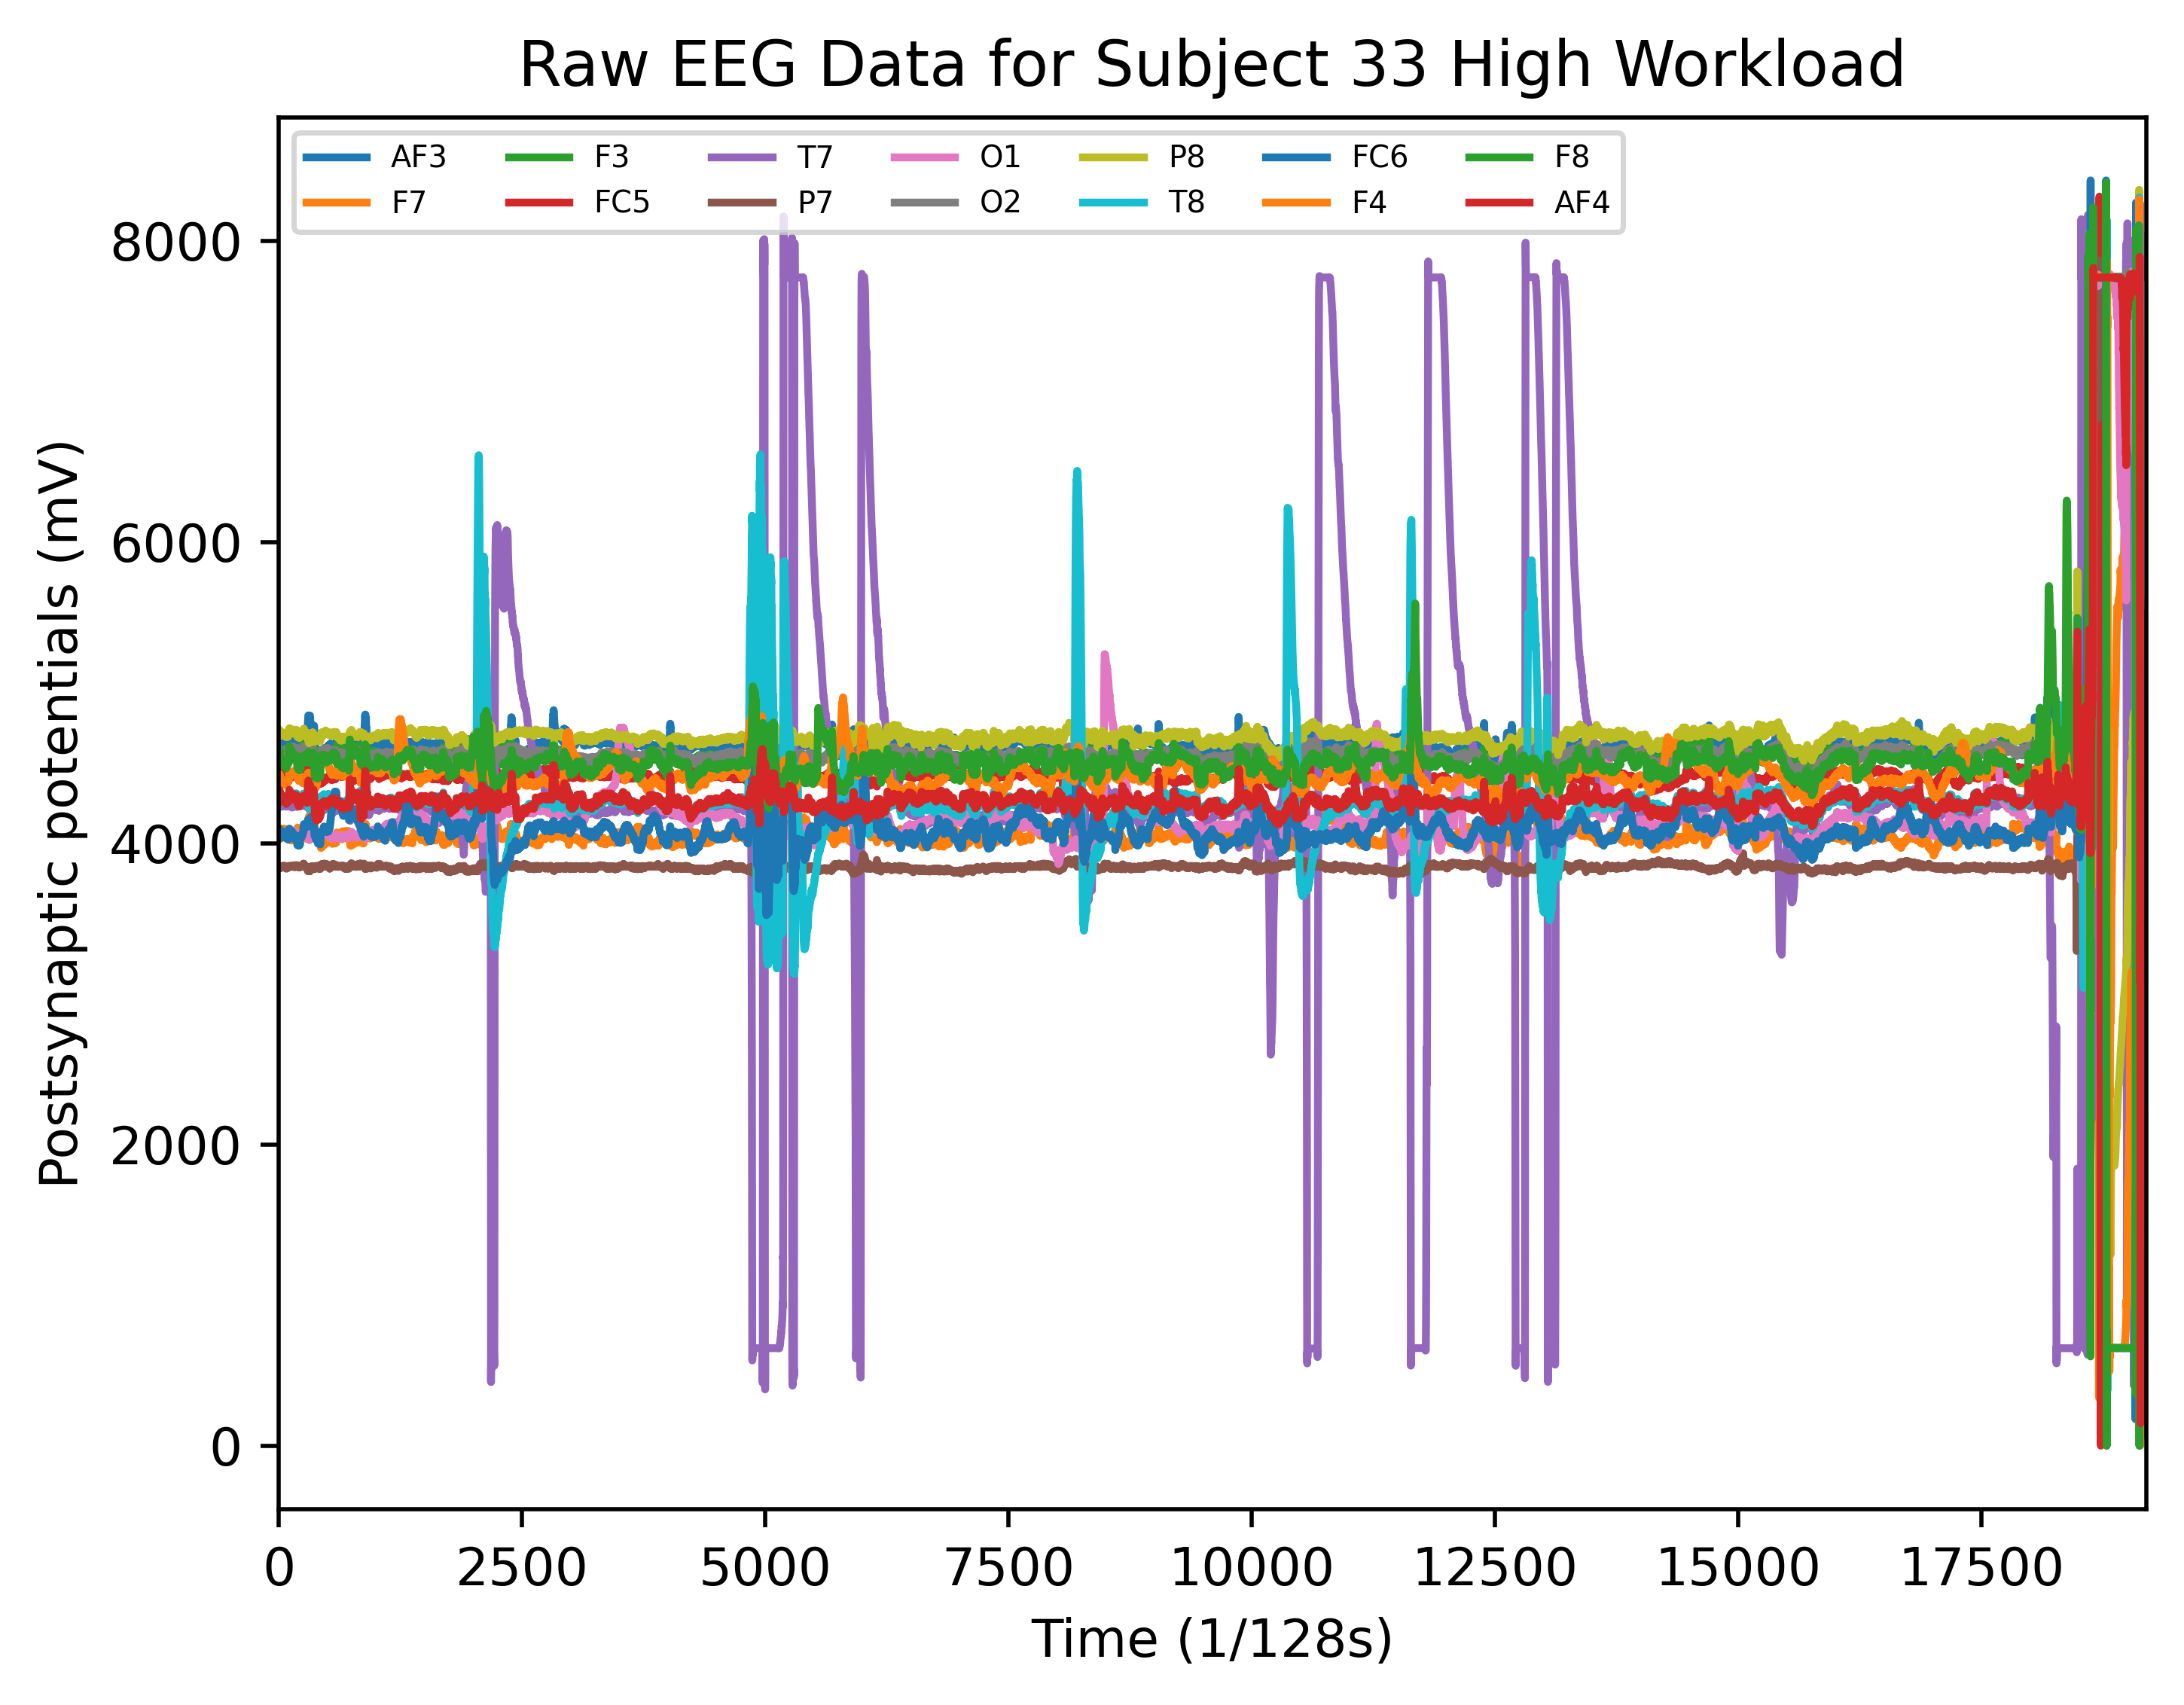 Raw EEG Data for Subject 33 High Workload
AF3 F3 T7 O1 P8 FC6 F8
F7 FC5 P7 O2 T8 F4 AF4
Postsynaptic potentials (mV)
8000
6000
4000
2000
0
0 2500 5000 7500 10000 12500 15000 17500
Time (1/128s)